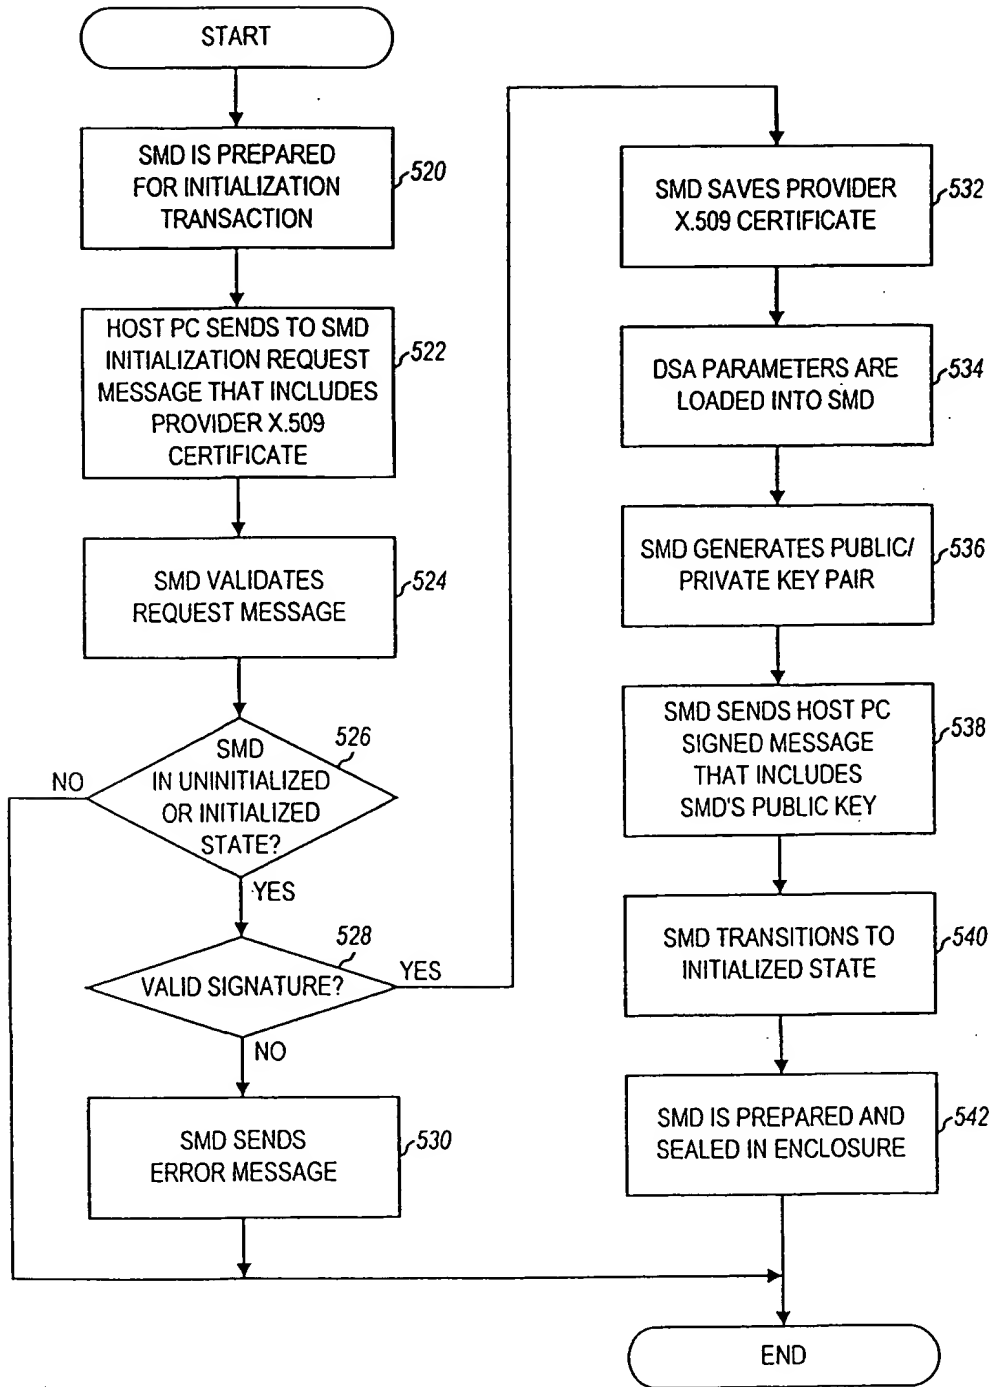 START
SMD IS PREPARED
FOR INITIALIZATION
TRANSACTION
520
HOST PC SENDS TO SMD
INITIALIZATION REQUEST
MESSAGE THAT INCLUDES
PROVIDER X.509
CERTIFICATE
522
SMD VALIDATES
REQUEST MESSAGE
524
SMD
IN UNINITIALIZED
OR INITIALIZED
STATE?
526
NO
YES
VALID SIGNATURE?
528
YES
NO
SMD SENDS
ERROR MESSAGE
530
SMD SAVES PROVIDER
X.509 CERTIFICATE
532
DSA PARAMETERS ARE
LOADED INTO SMD
534
SMD GENERATES PUBLIC/
PRIVATE KEY PAIR
536
SMD SENDS HOST PC
SIGNED MESSAGE
THAT INCLUDES
SMD'S PUBLIC KEY
538
SMD TRANSITIONS TO
INITIALIZED STATE
540
SMD IS PREPARED AND
SEALED IN ENCLOSURE
542
END